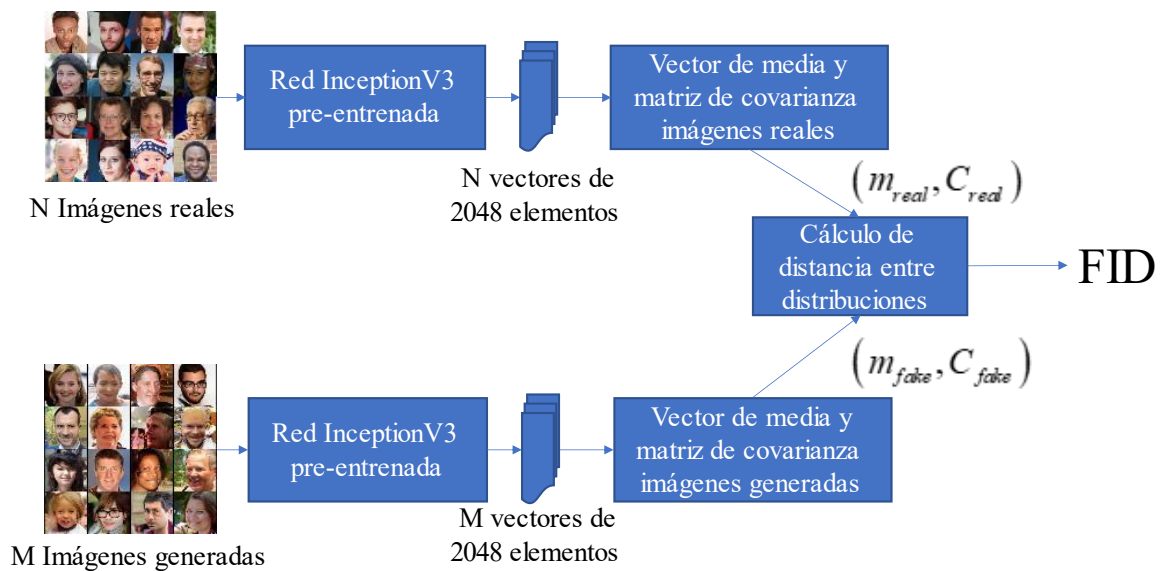 Red InceptionV3
pre-entrenada
Vector de media y
matriz de covarianza
imágenes reales
N Imágenes reales
N vectores de
2048 elementos
(m_real, C_real)
Cálculo de
distancia entre
distribuciones
FID
(m_fake, C_fake)
Red InceptionV3
pre-entrenada
Vector de media y
matriz de covarianza
imágenes generadas
M vectores de
2048 elementos
M Imágenes generadas